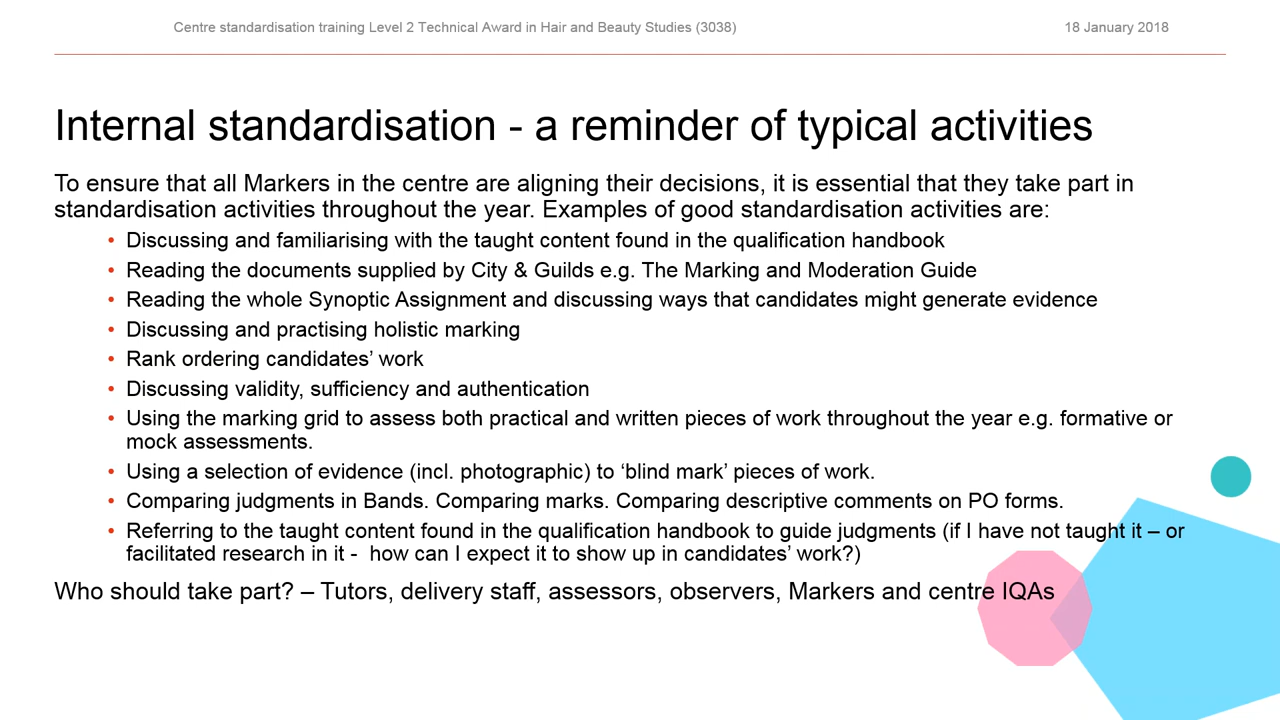 Centre standardisation training Level 2 Technical Award in Hair and Beauty Studies (3038)
18 January 2018
Internal standardisation - a reminder of typical activities
To ensure that all Markers in the centre are aligning their decisions, it is essential that they take part in
standardisation activities throughout the year. Examples of good standardisation activities are:
• Discussing and familiarising with the taught content found in the qualification handbook
• Reading the documents supplied by City & Guilds e.g. The Marking and Moderation Guide
• Reading the whole Synoptic Assignment and discussing ways that candidates might generate evidence
• Discussing and practising holistic marking
• Rank ordering candidates’ work
• Discussing validity, sufficiency and authentication
• Using the marking grid to assess both practical and written pieces of work throughout the year e.g. formative or
mock assessments.
• Using a selection of evidence (incl. photographic) to ‘blind mark’ pieces of work.
• Comparing judgments in Bands. Comparing marks. Comparing descriptive comments on PO forms.
• Referring to the taught content found in the qualification handbook to guide judgments (if I have not taught it – or
facilitated research in it -  how can I expect it to show up in candidates’ work?)
Who should take part? – Tutors, delivery staff, assessors, observers, Markers and centre IQAs